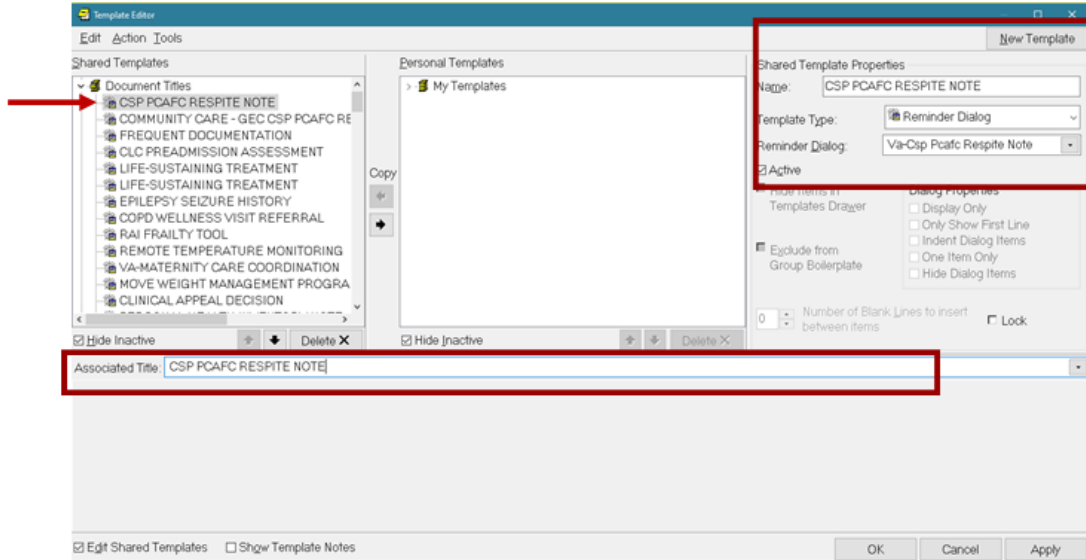 Template Editor
Edit Action Tools
New Template
Shared Templates
Document Titles
CSP PCAFC RESPITE NOTE
COMMUNITY CARE - GEC CSP PCAFC RE
FREQUENT DOCUMENTATION
CLC PREADMISSION ASSESSMENT
LIFE-SUSTAINING TREATMENT
LIFE-SUSTAINING TREATMENT
EPILEPSY SEIZURE HISTORY
COPD WELLNESS VISIT REFERRAL
RAI FRAILTY TOOL
REMOTE TEMPERATURE MONITORING
VA-MATERNITY CARE COORDINATION
MOVE WEIGHT MANAGEMENT PROGRA
CLINICAL APPEAL DECISION
Hide Inactive
Delete
Copy
Personal Templates
My Templates
Hide Inactive
Delete
Shared Template Properties
Name: CSP PCAFC RESPITE NOTE
Template Type: Reminder Dialog
Reminder Dialog: Va-Csp Pcafc Respite Note
Active
Hide Items in
Templates Drawer
Exclude from
Group Boilerplate
Dialog Properties
Display Only
Only Show First Line
Indent Dialog Items
One Item Only
Hide Dialog Items
0 Number of Blank Lines to insert
between items
Lock
Associated Title: CSP PCAFC RESPITE NOTE
Edit Shared Templates Show Template Notes
OK Cancel Apply